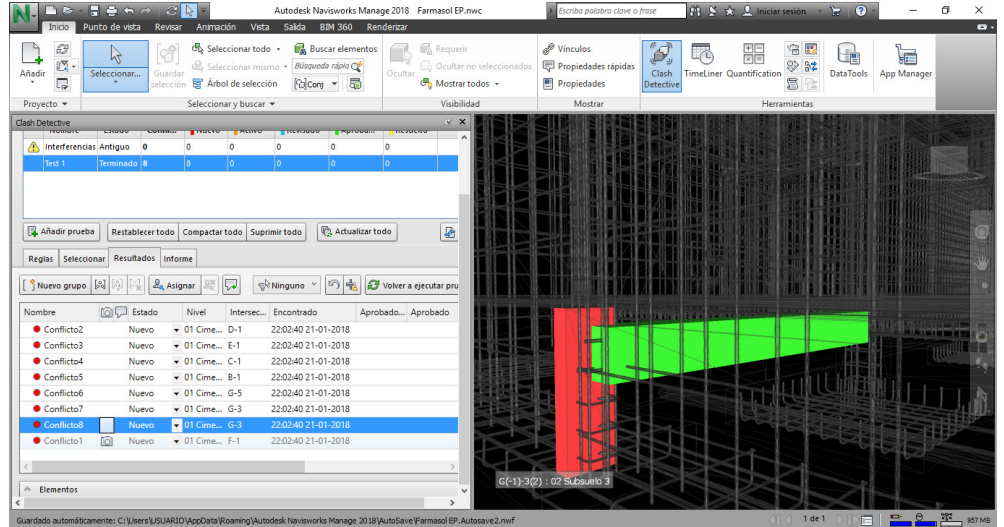 Autodesk Navisworks Manage 2018 Farmasol EP.nwc
Escriba palabra clave o frase
Iniciar sesión
Inicio Punto de vista Revisar Animación Vista Salida BIM 360 Renderizar
Añadir
Seleccionar...
Guardar selección
Seleccionar todo
Seleccionar mismo
Árbol de selección
Buscar elementos
Búsqueda rápida
Conj
Ocultar
Requerir
Ocultar no seleccionados
Mostrar todos
Vínculos
Propiedades rápidas
Propiedades
Clash Detective
TimeLiner
Quantification
DataTools
App Manager
Proyecto
Seleccionar y buscar
Visibilidad
Mostrar
Herramientas
Clash Detective
Nombre Estado Nuevo Activo Revisado
Interferencias Antiguo 0 0 0 0 0 0
Test 1 Terminado 8 8 0 0 0 0
Añadir prueba Restablecer todo Compactar todo Suprimir todo Actualizar todo
Reglas Seleccionar Resultados Informe
Nuevo grupo Asignar Ninguno Volver a ejecutar pru
Nombre Estado Nivel Intersec... Encontrado Aprobado... Aprobado
Conflicto2 Nuevo 01 Cime... D-1 22:02:40 21-01-2018
Conflicto3 Nuevo 01 Cime... E-1 22:02:40 21-01-2018
Conflicto4 Nuevo 01 Cime... C-1 22:02:40 21-01-2018
Conflicto5 Nuevo 01 Cime... B-1 22:02:40 21-01-2018
Conflicto6 Nuevo 01 Cime... G-5 22:02:40 21-01-2018
Conflicto7 Nuevo 01 Cime... G-3 22:02:40 21-01-2018
Conflicto8 Nuevo 01 Cime... G-3 22:02:40 21-01-2018
Conflicto1 Nuevo 01 Cime... F-1 22:02:40 21-01-2018
Elementos
G(-1)-3(2) : 02 Subsuelo 3
Guardado automáticamente: C:\Users\USUARIO\AppData\Roaming\Autodesk Navisworks Manage 2018\AutoSave\Farmasol EP.Autosave2.nwf
1 de 1
957 MB